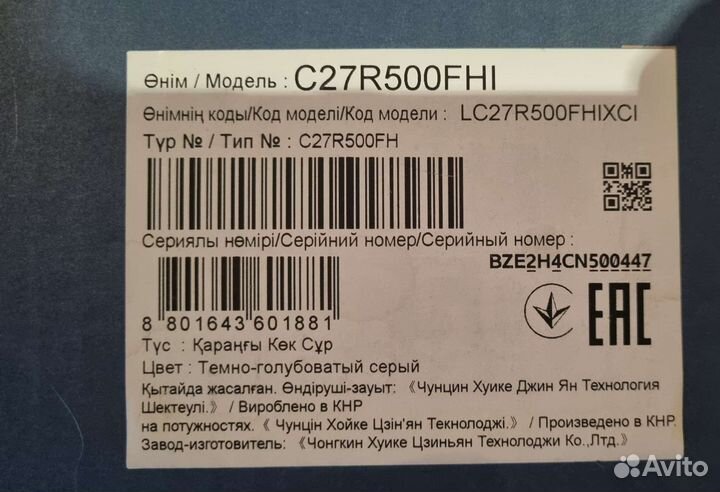 Өнім / Модель : C27R500FHI
Өнімнің коды/Код моделі/Код модели : LC27R500FHIXCI
Түр № / Тип № : C27R500FH
Сериялы нөмірі/Серійний номер/Серийный номер :
BZE2H4CN500447
8 801643 601881
Түс : Қараңғы Көк Сұр
Цвет : Темно-голубоватый серый
Қытайда жасалған. Өндіруші-зауыт: 《Чунцин Хуике Джин Ян Технология
Шектеулі.》 / Вироблено в КНР
на потужностях.《 Чунцін Хойке Цзін'ян Текнолоджі.》 / Произведено в КНР.
Завод-изготовитель: 《Чонгкин Хуике Цзиньян Технолоджи Ко.,Лтд.》
EAC
Avito